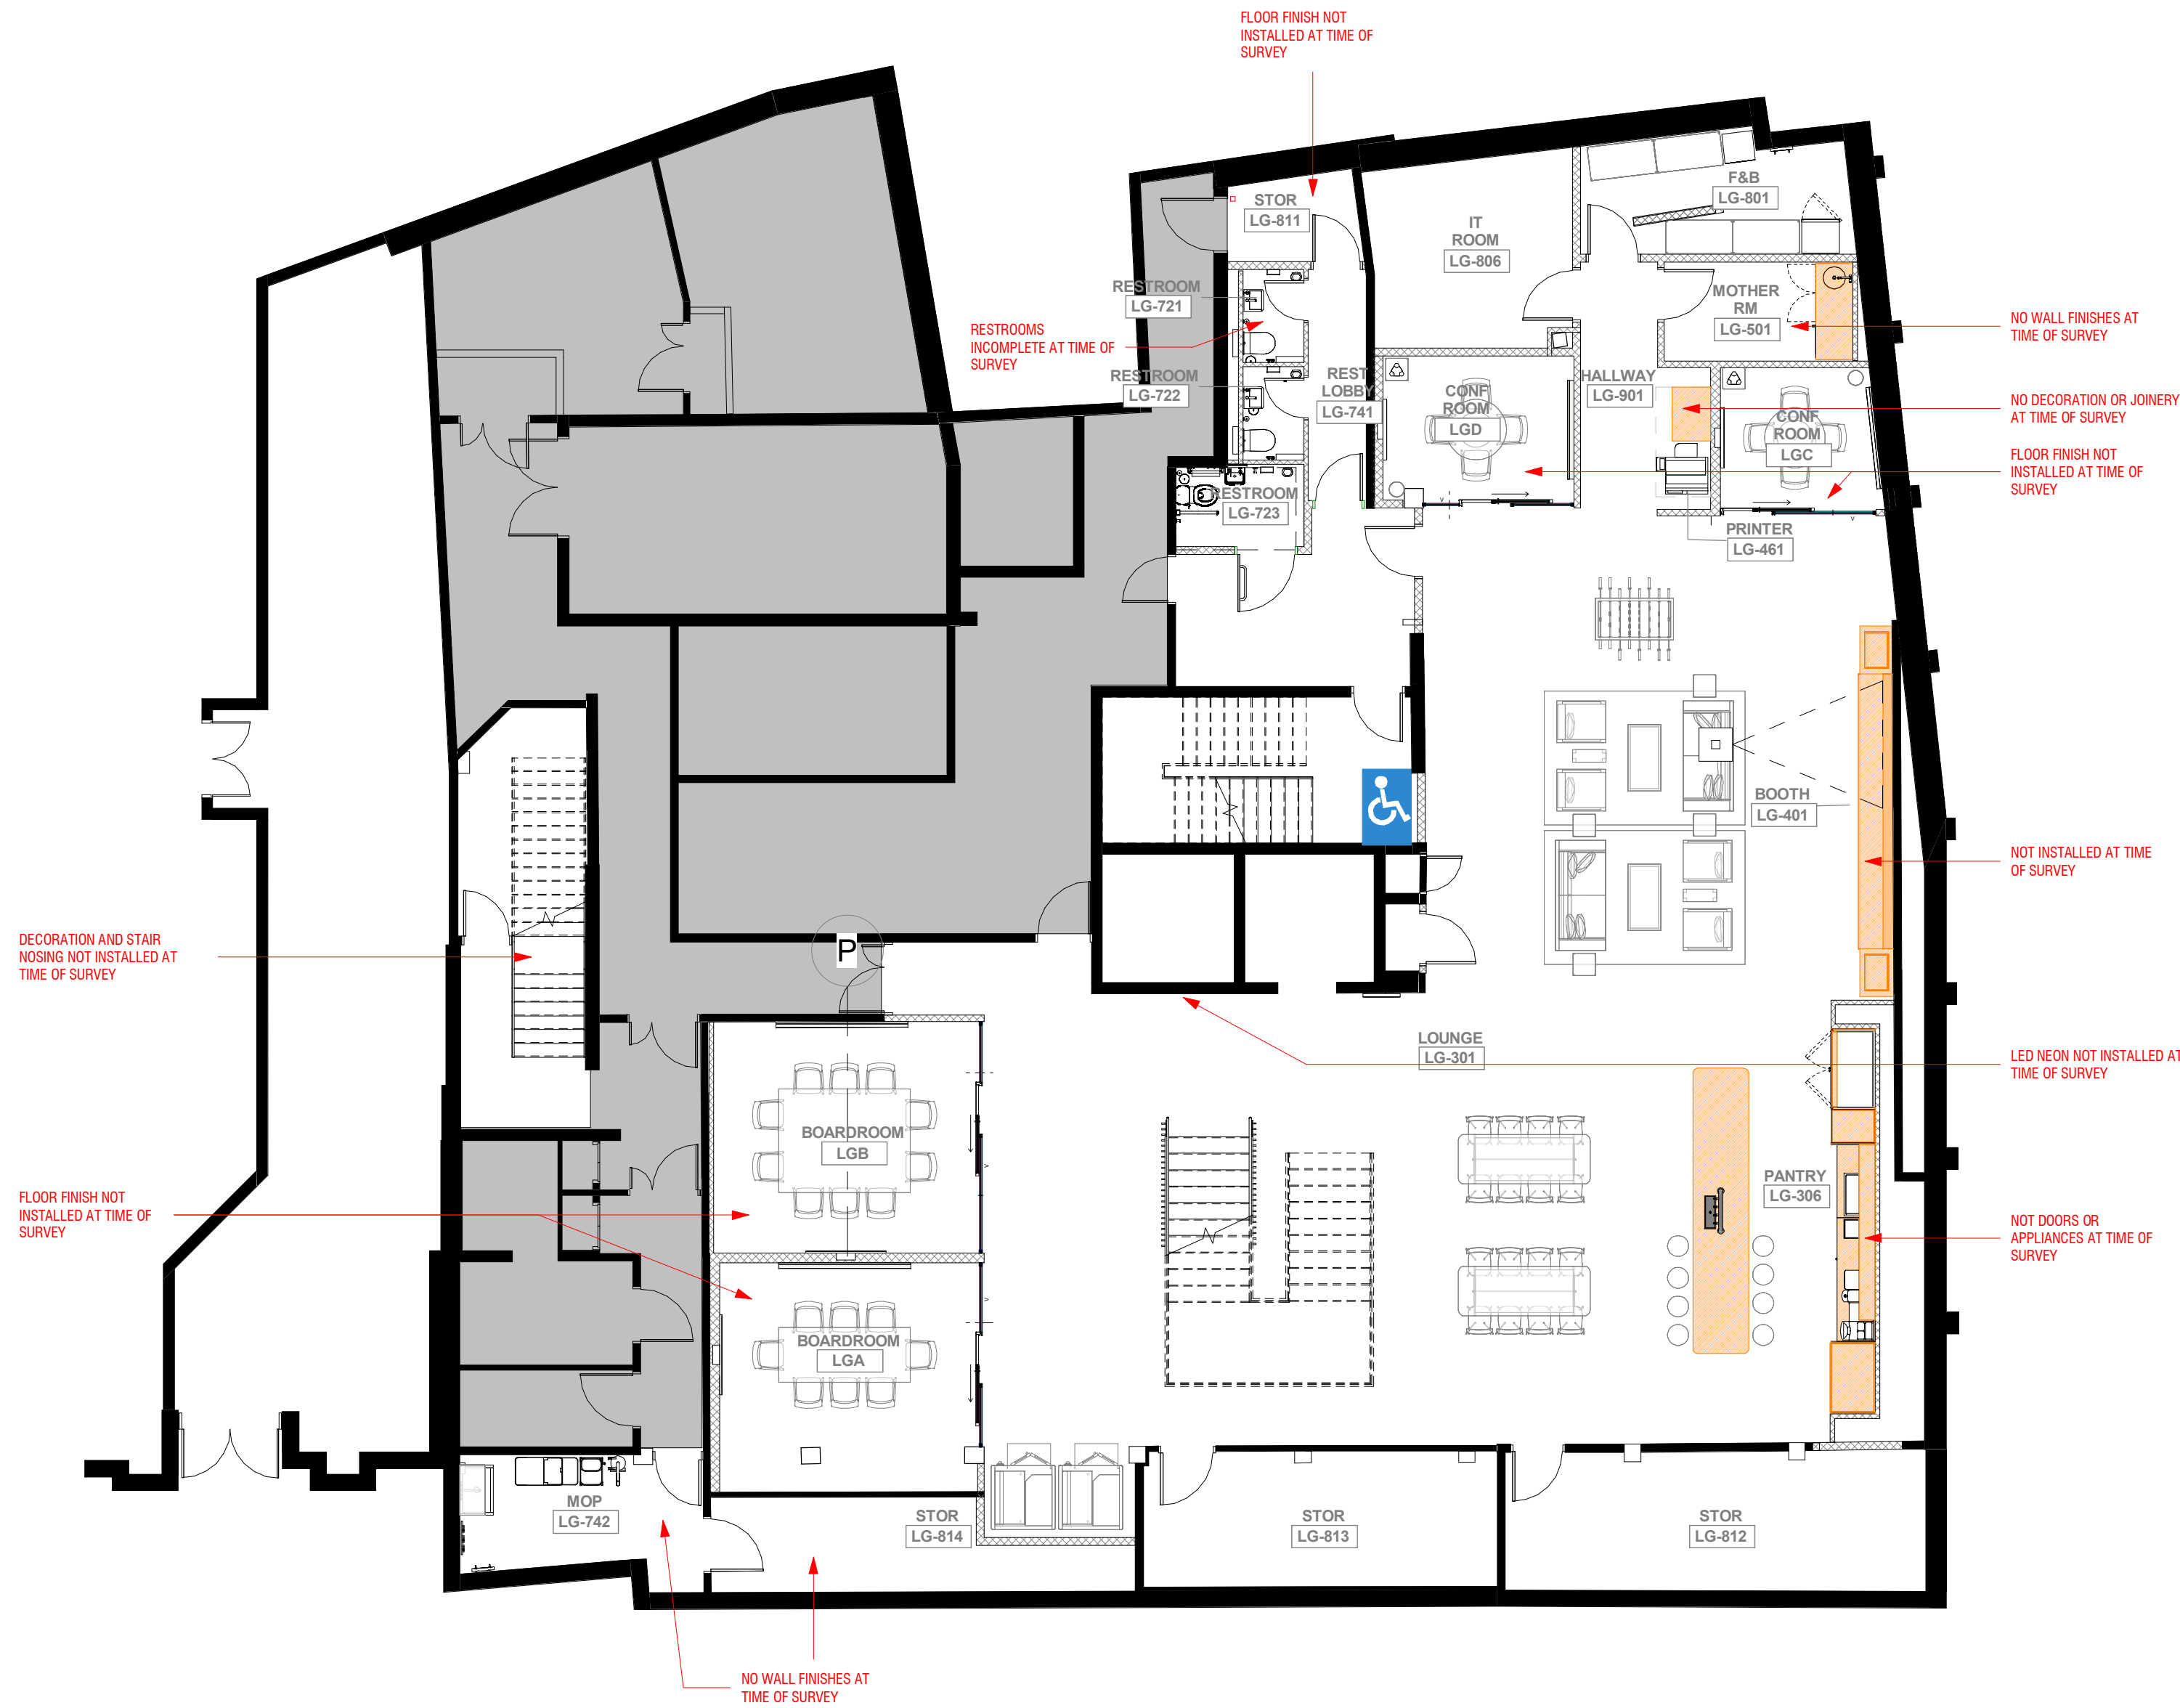 FLOOR FINISH NOT
INSTALLED AT TIME OF
SURVEY
F&B
LG-801
STOR
LG-811
IT
ROOM
LG-806
RESTROOM
LG-721
MOTHER
RM
LG-501
NO WALL FINISHES AT
TIME OF SURVEY
RESTROOMS
INCOMPLETE AT TIME OF
SURVEY
RESTROOM
LG-722
REST
LOBBY
LG-741
CONF
ROOM
LGD
HALLWAY
LG-901
NO DECORATION OR JOINERY
AT TIME OF SURVEY
CONF
ROOM
LGC
FLOOR FINISH NOT
INSTALLED AT TIME OF
SURVEY
RESTROOM
LG-723
PRINTER
LG-461
BOOTH
LG-401
NOT INSTALLED AT TIME
OF SURVEY
DECORATION AND STAIR
NOSING NOT INSTALLED AT
TIME OF SURVEY
P
LOUNGE
LG-301
LED NEON NOT INSTALLED AT
TIME OF SURVEY
BOARDROOM
LGB
PANTRY
LG-306
FLOOR FINISH NOT
INSTALLED AT TIME OF
SURVEY
NOT DOORS OR
APPLIANCES AT TIME OF
SURVEY
BOARDROOM
LGA
MOP
LG-742
STOR
LG-814
STOR
LG-813
STOR
LG-812
NO WALL FINISHES AT
TIME OF SURVEY